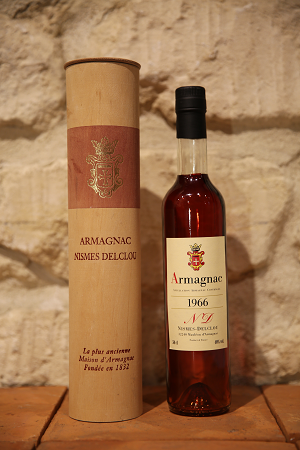 ARMAGNAC
NISMES DELCLOU
La plus ancienne
Maison d'Armagnac
Fondée en 1832
Armagnac
1966
ND
NISMES-DELCLOU